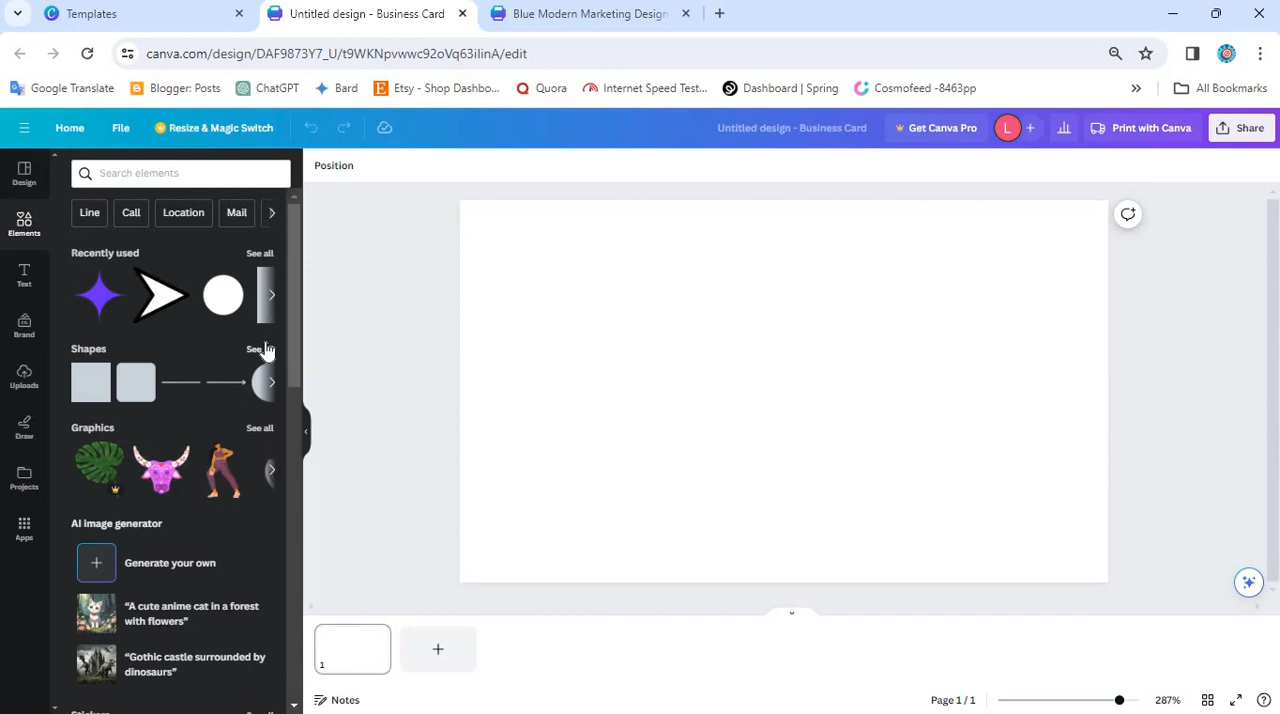 Templates
Untitled design - Business Card
Blue Modern Marketing Design
canva.com/design/DAF9873Y7_U/t9WKNpvwwc92oVq63iIinA/edit
Google Translate
Blogger: Posts
ChatGPT
Bard
Etsy - Shop Dashbo...
Quora
Internet Speed Test...
Dashboard | Spring
Cosmofeed -8463pp
»
All Bookmarks
Home
File
Resize & Magic Switch
Untitled design - Business Card
Get Canva Pro
L
+
Print with Canva
Share
Design
Elements
Text
Brand
Uploads
Draw
Projects
Apps
Search elements
Line
Call
Location
Mail
Recently used
See all
Shapes
See
Graphics
See all
AI image generator
Generate your own
"A cute anime cat in a forest
with flowers"
"Gothic castle surrounded by
dinosaurs"
Position
1
Notes
Page 1 / 1
287%